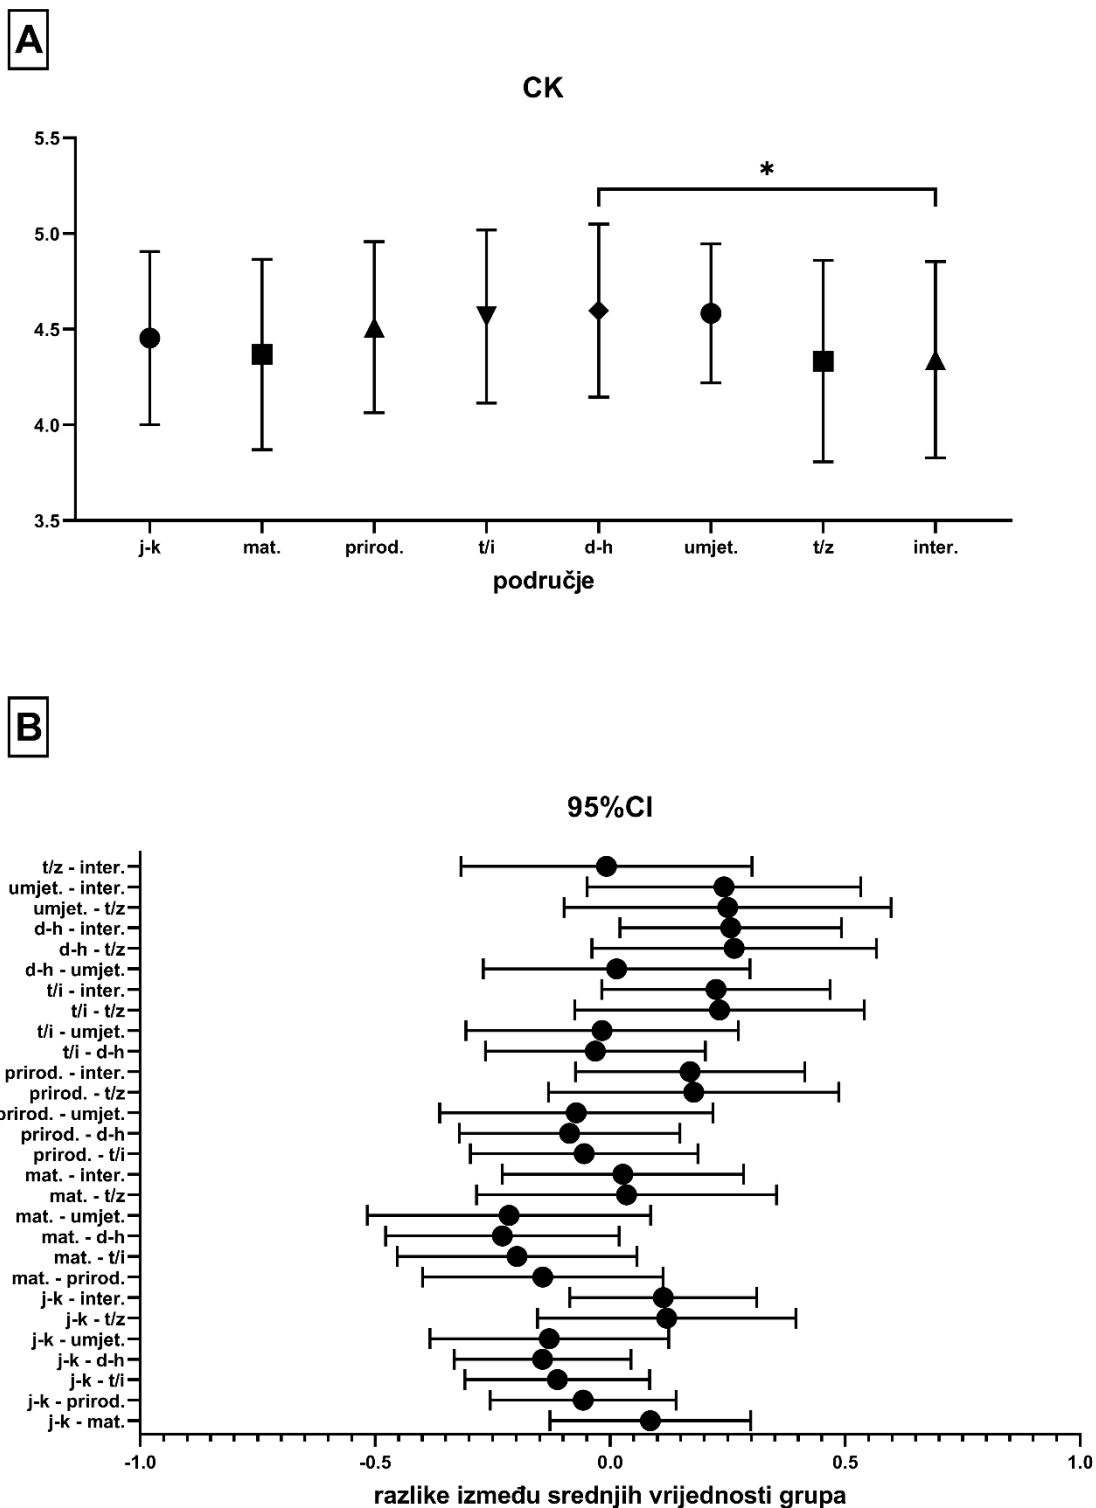 A
CK
5.5
5.0
4.5
4.0
3.5
*
j-k mat. prirod. t/i d-h umjet. t/z inter.
područje
B
95%CI
t/z - inter.
umjet. - inter.
umjet. - t/z
d-h - inter.
d-h - t/z
d-h - umjet.
t/i - inter.
t/i - t/z
t/i - umjet.
t/i - d-h
prirod. - inter.
prirod. - t/z
prirod. - umjet.
prirod. - d-h
prirod. - t/i
mat. - inter.
mat. - t/z
mat. - umjet.
mat. - d-h
mat. - t/i
mat. - prirod.
j-k - inter.
j-k - t/z
j-k - umjet.
j-k - d-h
j-k - t/i
j-k - prirod.
j-k - mat.
-1.0 -0.5 0.0 0.5 1.0
razlike između srednjih vrijednosti grupa